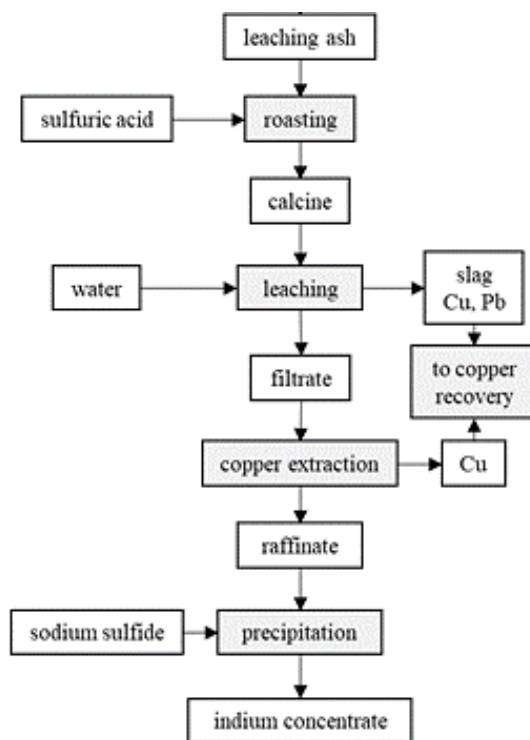 leaching ash
sulfuric acid
roasting
calcine
water
leaching
slag
Cu, Pb
filtrate
to copper
recovery
copper extraction
Cu
raffinate
sodium sulfide
precipitation
indium concentrate